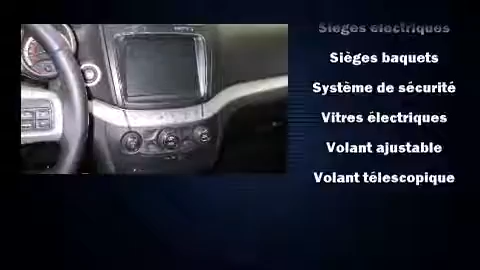 Sièges électriques
Sièges baquets
Système de sécurité
Vitres électriques
Volant ajustable
Volant télescopique